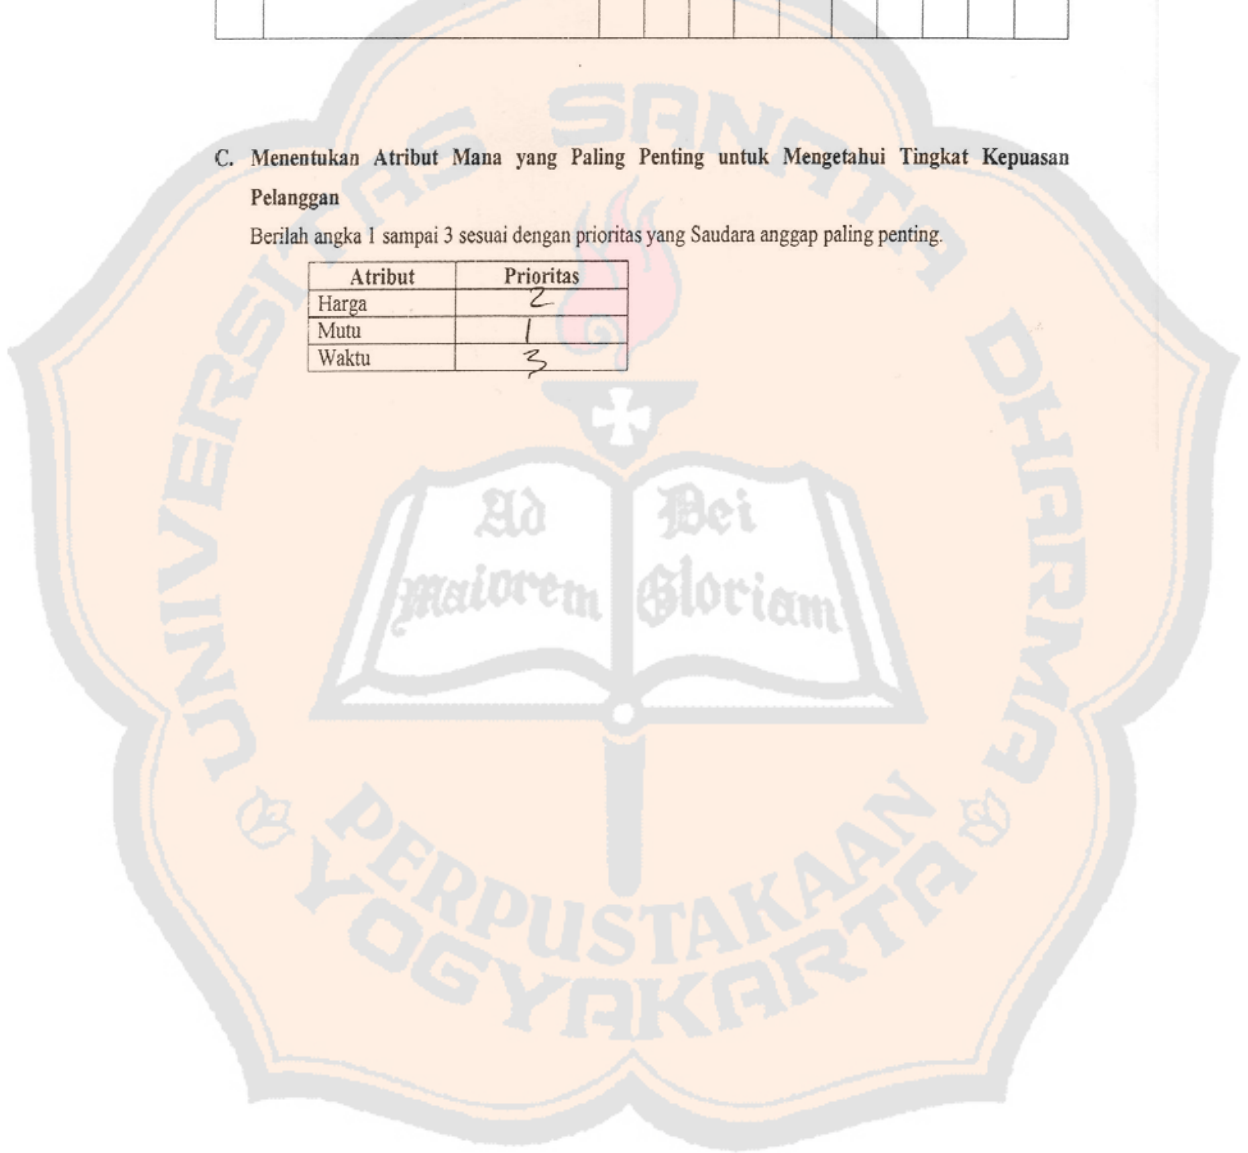 C. Menentukan Atribut Mana yang Paling Penting untuk Mengetahui Tingkat Kepuasan
Pelanggan
Berilah angka 1 sampai 3 sesuai dengan prioritas yang Saudara anggap paling penting.
Atribut Prioritas
Harga 2
Mutu 1
Waktu 3
UNIVERSITAS SANATA DHARMA
Ad Dei
maiorem Gloriam
PERPUSTAKAAN
YOGYAKARTA